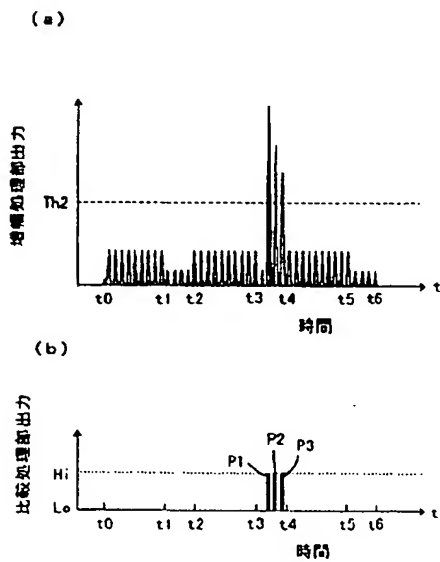 (a)
増幅処理部出力
Th2
t0 t1 t2 t3 t4 t5 t6 t
時間
(b)
比較処理部出力
P1 P2 P3
Hi
Lo
t0 t1 t2 t3 t4 t5 t6 t
時間